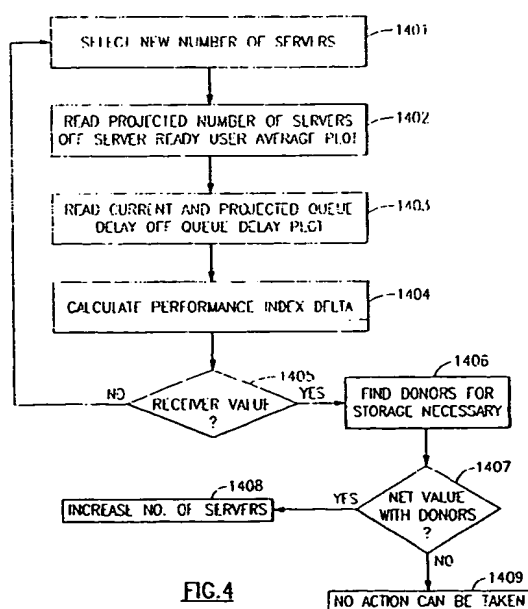 SELECT NEW NUMBER OF SERVERS
1401
READ PROJECTED NUMBER OF SERVERS
OFF SERVER READY USER AVERAGE PLOT
1402
READ CURRENT AND PROJECTED QUEUE
DELAY OFF QUEUE DELAY PLOT
1403
CALCULATE PERFORMANCE INDEX DELTA
1404
1405
RECEIVER VALUE
?
NO
YES
1406
FIND DONORS FOR
STORAGE NECESSARY
1407
NET VALUE
WITH DONORS
?
YES
1408
INCREASE NO. OF SERVERS
NO
1409
NO ACTION CAN BE TAKEN
FIG.4